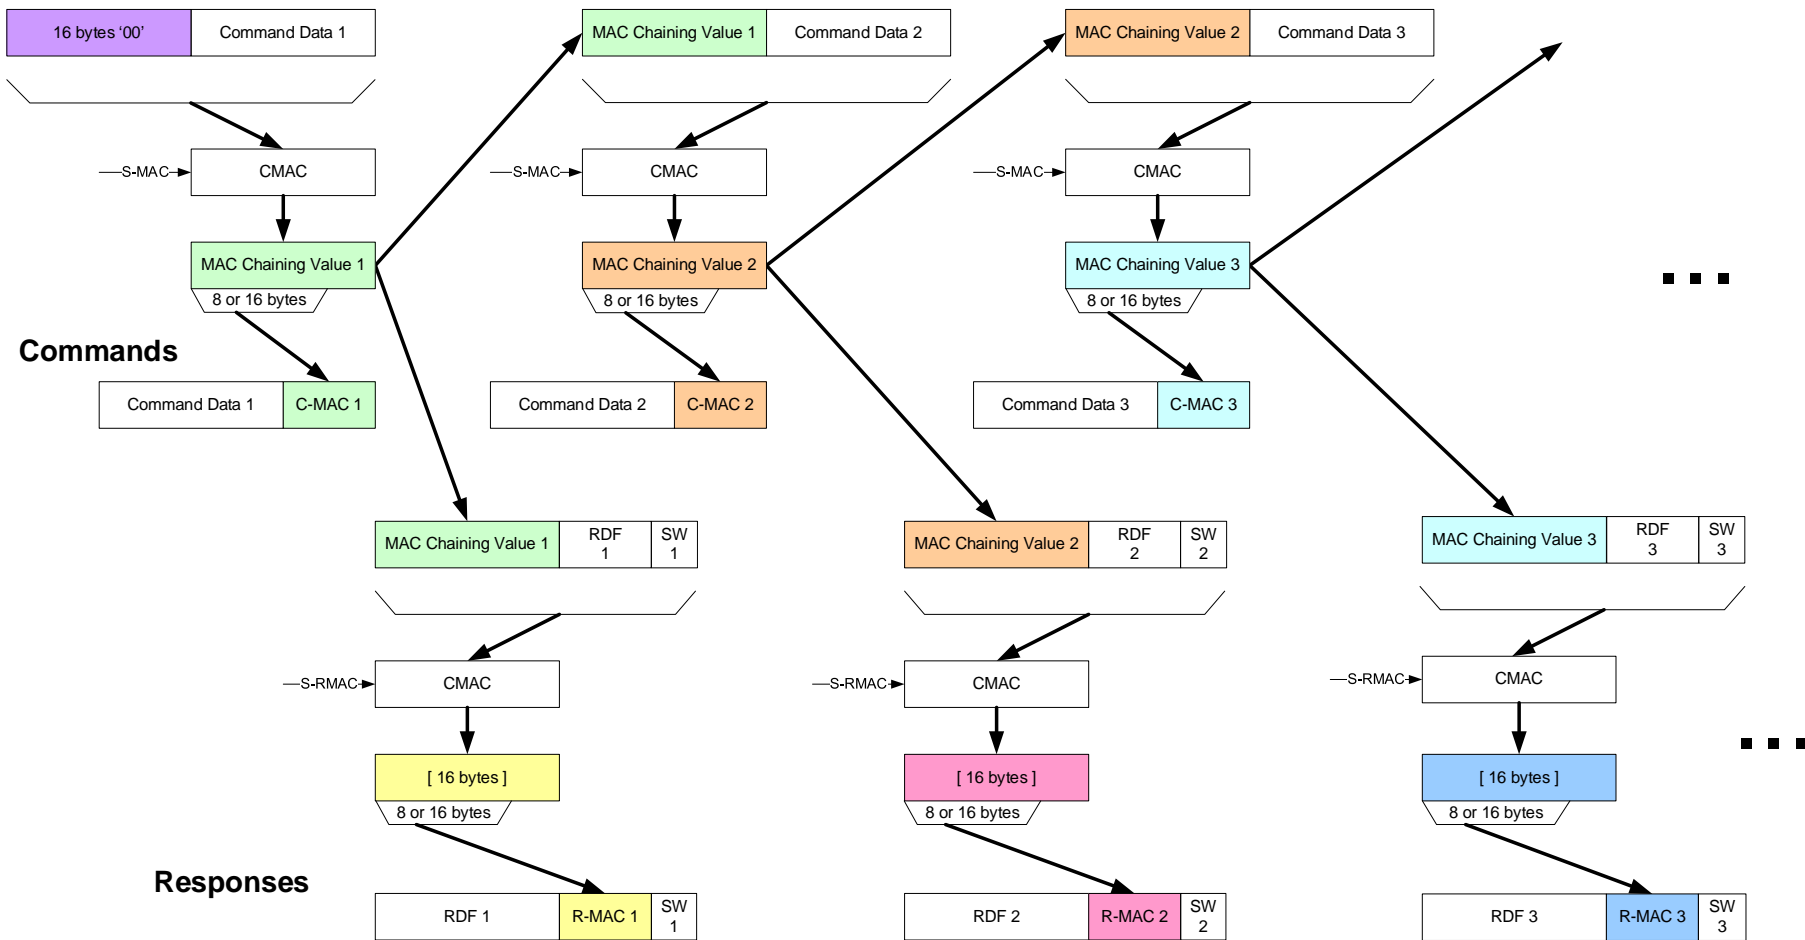 16 bytes ‘00’ Command Data 1 MAC Chaining Value 1 Command Data 2 MAC Chaining Value 2 Command Data 3
S-MAC CMAC S-MAC CMAC S-MAC CMAC
MAC Chaining Value 1 MAC Chaining Value 2 MAC Chaining Value 3
8 or 16 bytes 8 or 16 bytes 8 or 16 bytes
Commands
Command Data 1 C-MAC 1 Command Data 2 C-MAC 2 Command Data 3 C-MAC 3
MAC Chaining Value 1 RDF 1 SW 1 MAC Chaining Value 2 RDF 2 SW 2 MAC Chaining Value 3 RDF 3 SW 3
S-RMAC CMAC S-RMAC CMAC S-RMAC CMAC
[ 16 bytes ] [ 16 bytes ] [ 16 bytes ]
8 or 16 bytes 8 or 16 bytes 8 or 16 bytes
Responses
RDF 1 R-MAC 1 SW 1 RDF 2 R-MAC 2 SW 2 RDF 3 R-MAC 3 SW 3